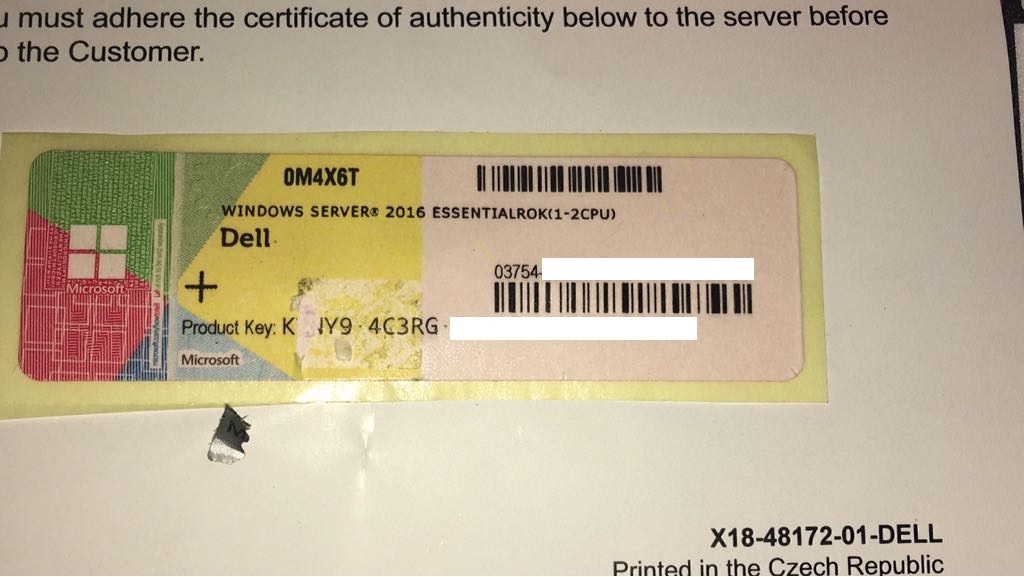 u must adhere the certificate of authenticity below to the server before
o the Customer.
0M4X6T
WINDOWS SERVER® 2016 ESSENTIALROK(1-2CPU)
Dell
03754-
Microsoft
Product Key: K NY9 · 4C3RG ·
Microsoft
X18-48172-01-DELL
Printed in the Czech Republic